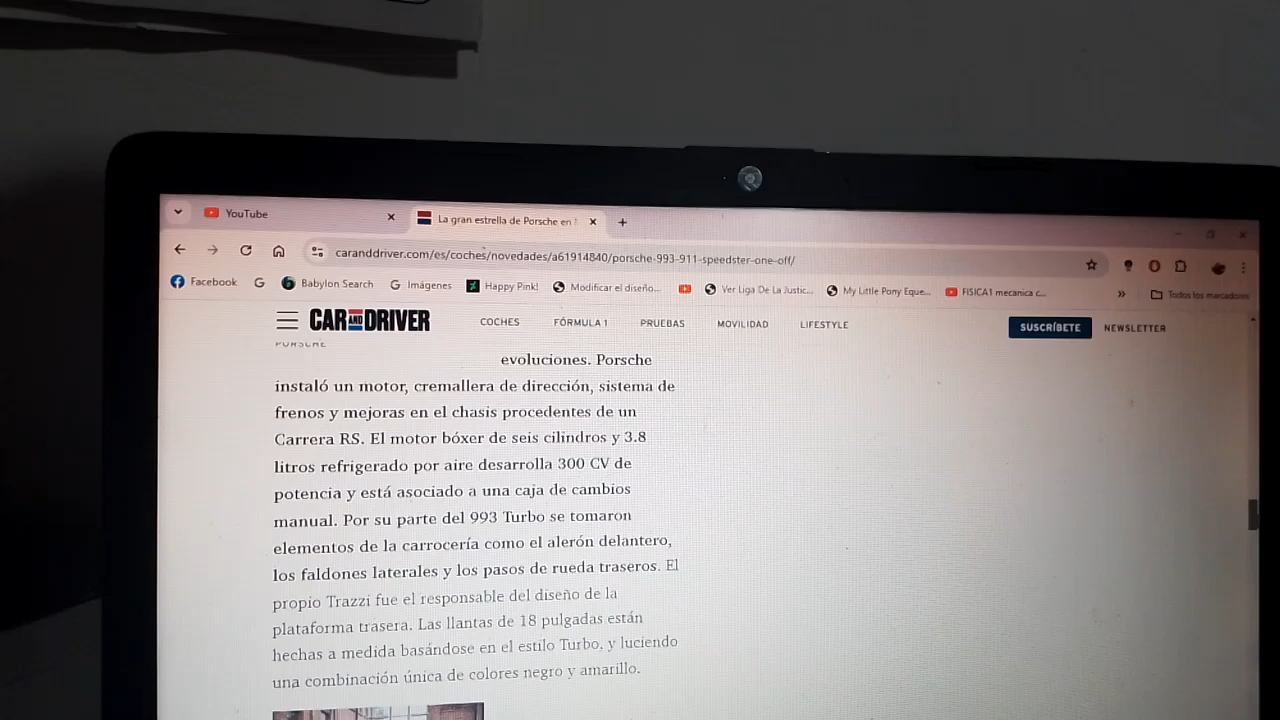 YouTube
La gran estrella de Porsche en
caranddriver.com/es/coches/novedades/a61914840/porsche-993-911-speedster-one-off/
Facebook
Babylon Search
Imágenes
Happy Pink!
Modificar el diseño...
Ver Liga De La Justic...
My Little Pony Eque...
FISICA1 mecanica c...
»
Todos los marcadores
CAR AND DRIVER
COCHES
FÓRMULA 1
PRUEBAS
MOVILIDAD
LIFESTYLE
SUSCRÍBETE
NEWSLETTER
PORSCHE
evoluciones. Porsche
instaló un motor, cremallera de dirección, sistema de
frenos y mejoras en el chasis procedentes de un
Carrera RS. El motor bóxer de seis cilindros y 3.8
litros refrigerado por aire desarrolla 300 CV de
potencia y está asociado a una caja de cambios
manual. Por su parte del 993 Turbo se tomaron
elementos de la carrocería como el alerón delantero,
los faldones laterales y los pasos de rueda traseros. El
propio Trazzi fue el responsable del diseño de la
plataforma trasera. Las llantas de 18 pulgadas están
hechas a medida basándose en el estilo Turbo, y luciendo
una combinación única de colores negro y amarillo.